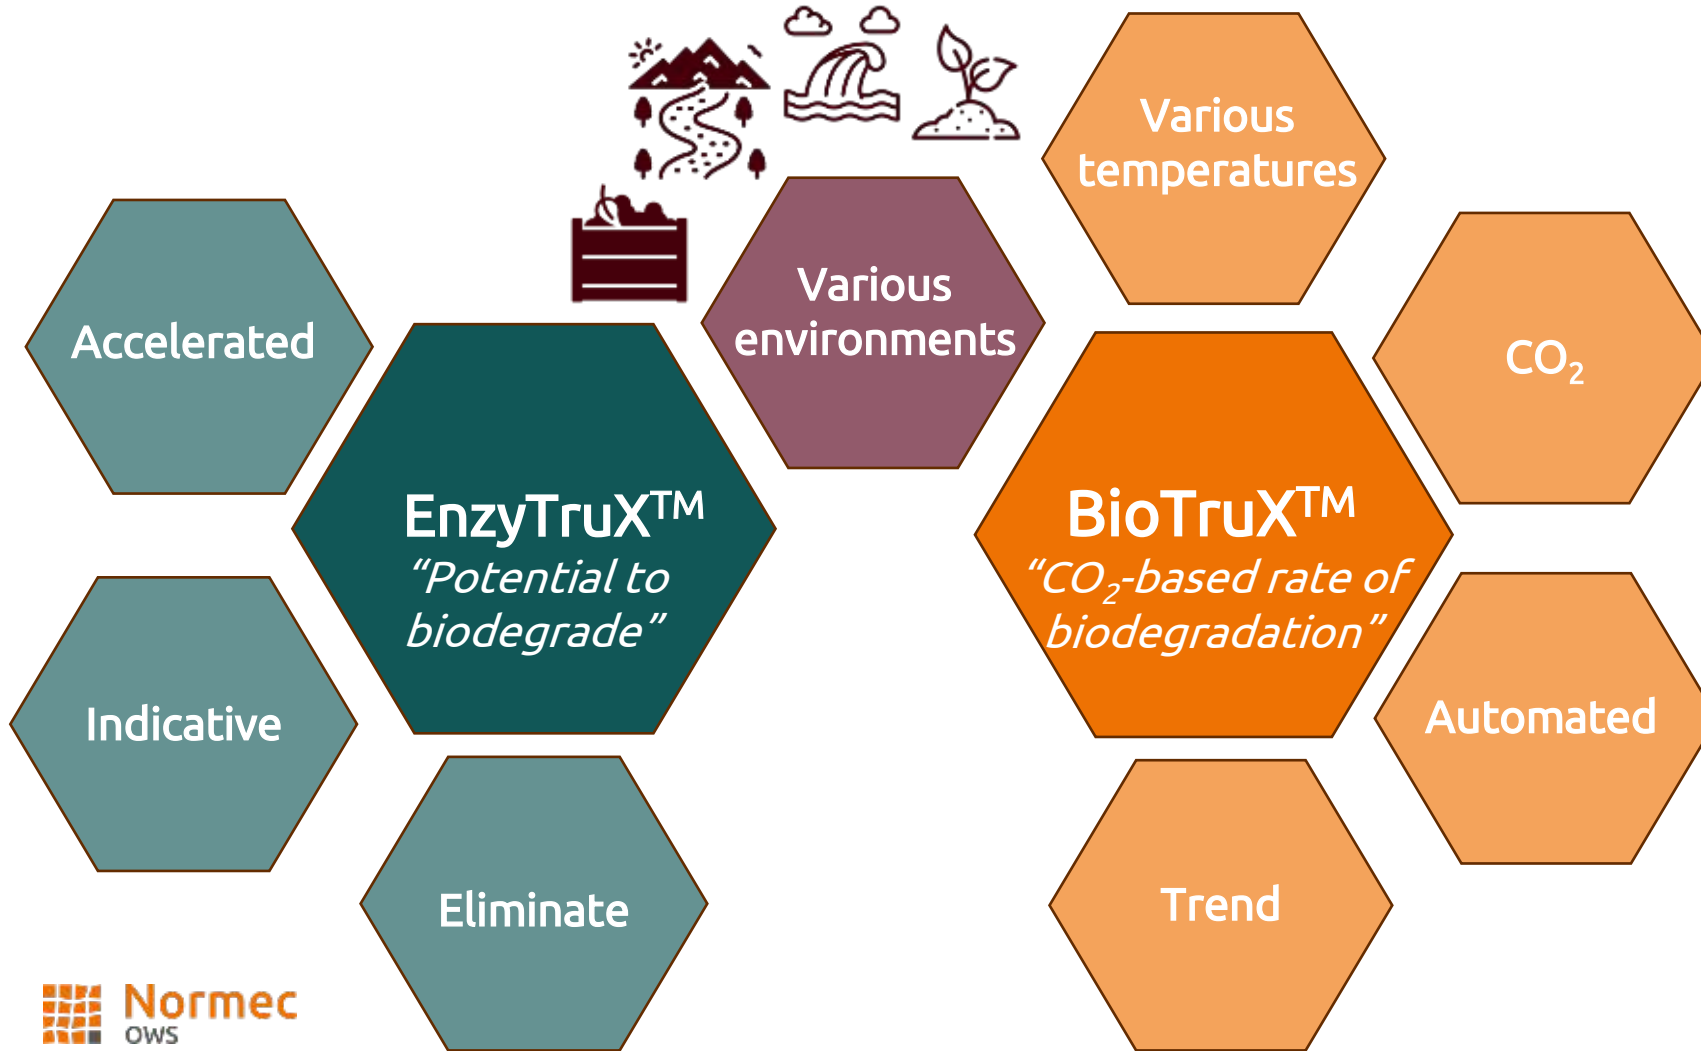 Accelerated
Indicative
Eliminate
EnzyTruX™
“Potential to
biodegrade”
Various
environments
BioTruX™
“CO₂-based rate of
biodegradation”
Various
temperatures
CO₂
Automated
Trend
Normec
OWS